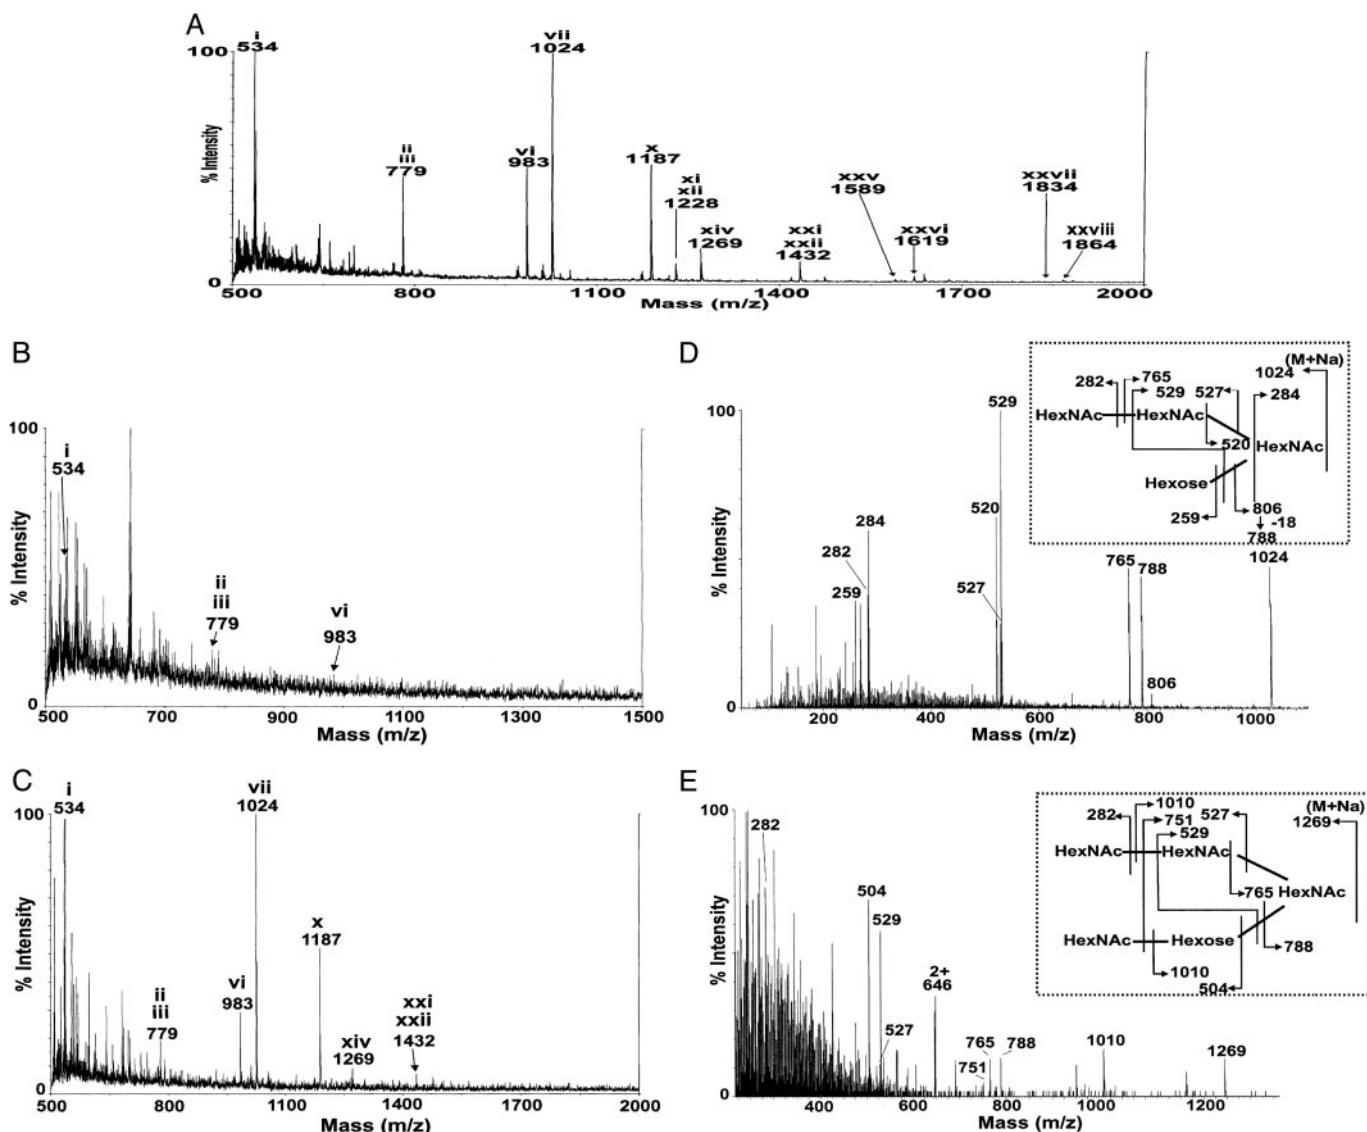 A
% Intensity
100
0
i
534
ii
iii
779
vi
983
vii
1024
x
1187
xi
xii
1228
xiv
1269
xxi
xxii
1432
xxv
1589
xxvi
1619
xxvii
1834
xxviii
1864
500 800 1100 1400 1700 2000
Mass (m/z)
B
% Intensity
100
0
i
534
ii
iii
779
vi
983
500 700 900 1100 1300 1500
Mass (m/z)
D
% Intensity
100
0
259
282
284
520
527
529
765
788
806
1024
200 400 600 800 1000
Mass (m/z)
(M+Na)
1024
282 765
529 527 284
HexNAc HexNAc
520 HexNAc
Hexose
259 806
-18
788
C
% Intensity
100
0
i
534
ii
iii
779
vi
983
vii
1024
x
1187
xiv
1269
xxi
xxii
1432
500 800 1100 1400 1700 2000
Mass (m/z)
E
% Intensity
100
0
282
504
529
527
2+
646
751
765
788
1010
1269
400 600 800 1000 1200
Mass (m/z)
1010 (M+Na)
282 751 527 1269
529
HexNAc HexNAc
765 HexNAc
HexNAc Hexose 788
1010
504